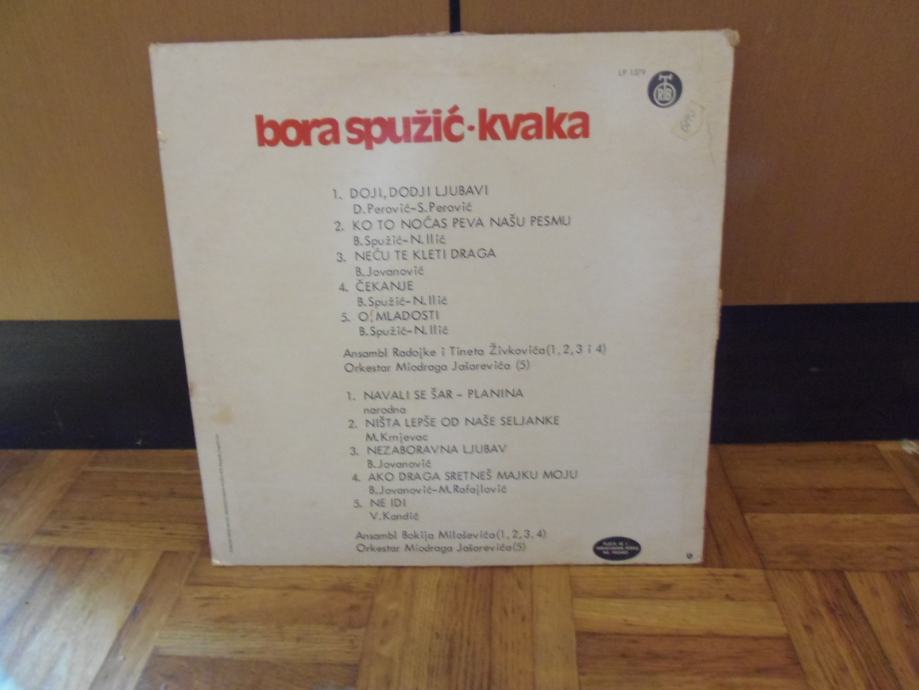 LP 1379
RTB
bora spužić·kvaka
1. DOJI, DODJI LJUBAVI
D. Perović-S. Perović
2. KO TO NOĆAS PEVA NAŠU PESMU
B. Spužić-N. Ilić
3. NEĆU TE KLETI DRAGA
B. Jovanović
4. ČEKANJE
B. Spužić-N. Ilić
5. O, MLADOSTI
B. Spužić-N. Ilić
Ansambl Radojke i Tineta Živkovića (1, 2, 3 i 4)
Orkestar Miodraga Jašarevića (5)
1. NAVALI SE ŠAR - PLANINA
narodna
2. NIŠTA LEPŠE OD NAŠE SELJANKE
M. Krnjevac
3. NEZABORAVNA LJUBAV
B. Jovanović
4. AKO DRAGA SRETNEŠ MAJKU MOJU
B. Jovanović-M. Rafajlović
5. NE IDI
V. Kandić
Ansambl Bokija Miloševića (1, 2, 3, 4)
Orkestar Miodraga Jašarevića (5)